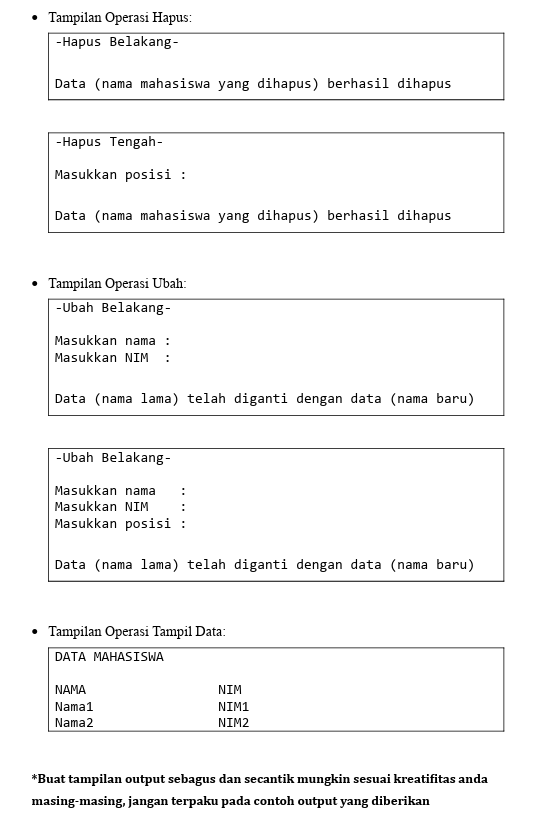 • Tampilan Operasi Hapus:
-Hapus Belakang-
Data (nama mahasiswa yang dihapus) berhasil dihapus
-Hapus Tengah-
Masukkan posisi :
Data (nama mahasiswa yang dihapus) berhasil dihapus
• Tampilan Operasi Ubah:
-Ubah Belakang-
Masukkan nama :
Masukkan NIM  :
Data (nama lama) telah diganti dengan data (nama baru)
-Ubah Belakang-
Masukkan nama   :
Masukkan NIM    :
Masukkan posisi :
Data (nama lama) telah diganti dengan data (nama baru)
• Tampilan Operasi Tampil Data:
DATA MAHASISWA
NAMA                 NIM
Nama1                NIM1
Nama2                NIM2
*Buat tampilan output sebagus dan secantik mungkin sesuai kreatifitas anda
masing-masing, jangan terpaku pada contoh output yang diberikan